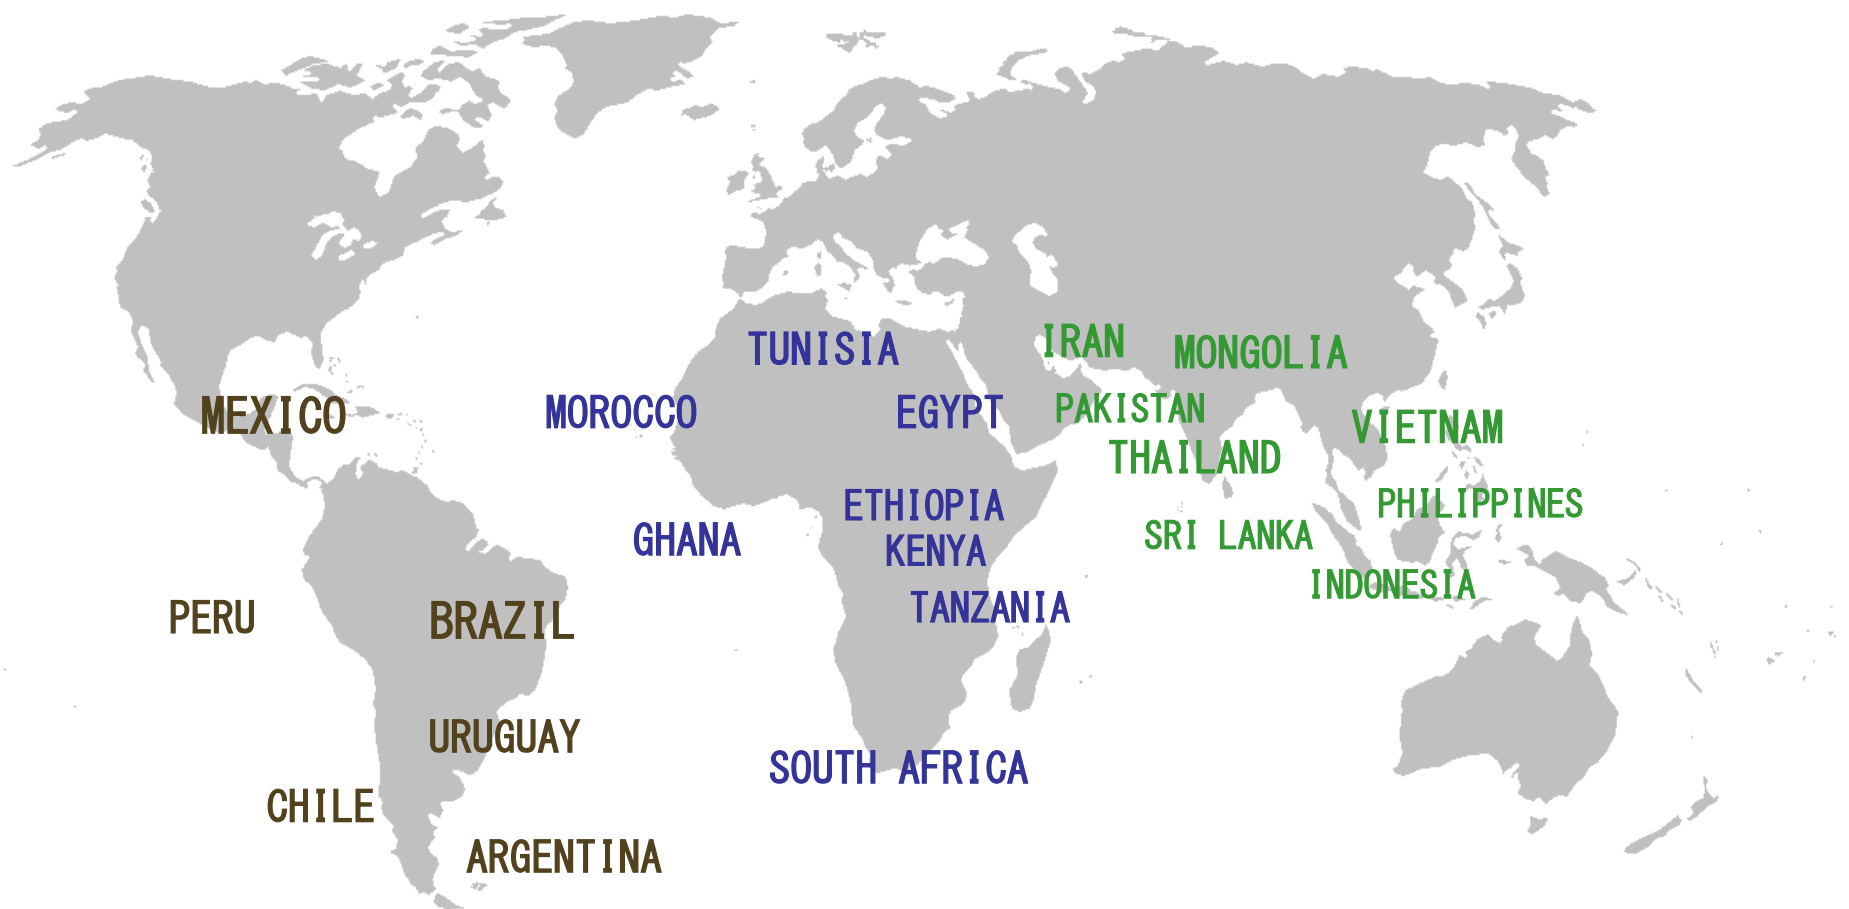 IRAN
TUNISIA
MONGOLIA
MEXICO
MOROCCO
EGYPT
PAKISTAN
VIETNAM
THAILAND
ETHIOPIA
PHILIPPINES
GHANA
SRI LANKA
KENYA
INDONESIA
PERU
BRAZIL
TANZANIA
URUGUAY
SOUTH AFRICA
CHILE
ARGENTINA